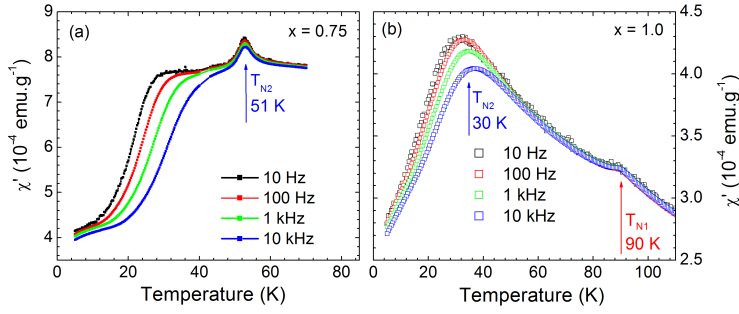 (a)
x = 0.75
(b)
x = 1.0
9
8
7
6
5
4
χ' (10⁻⁴ emu.g⁻¹)
T_N2
51 K
10 Hz
100 Hz
1 kHz
10 kHz
0 20 40 60 80
Temperature (K)
T_N2
30 K
10 Hz
100 Hz
1 kHz
10 kHz
T_N1
90 K
0 20 40 60 80 100
Temperature (K)
4.5
4.0
3.5
3.0
2.5
χ' (10⁻⁴ emu.g⁻¹)